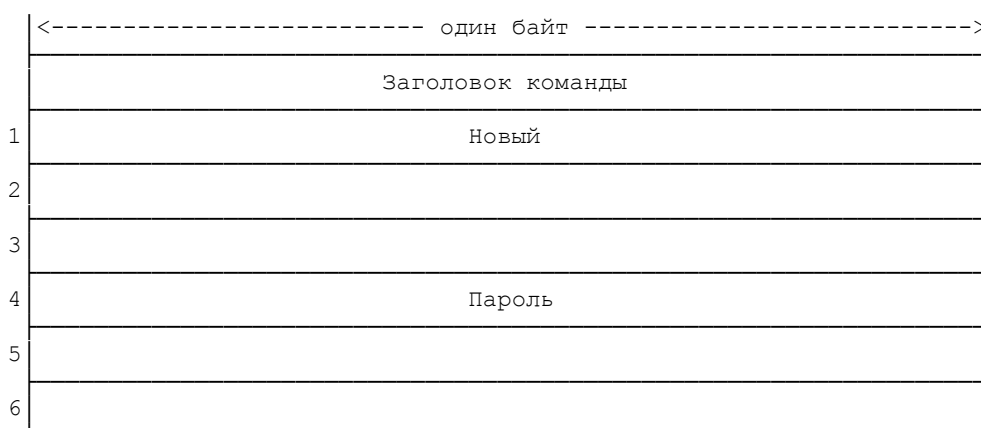 <-------------------------- один байт --------------------------->
Заголовок команды
1 Новый
2
3
4 Пароль
5
6